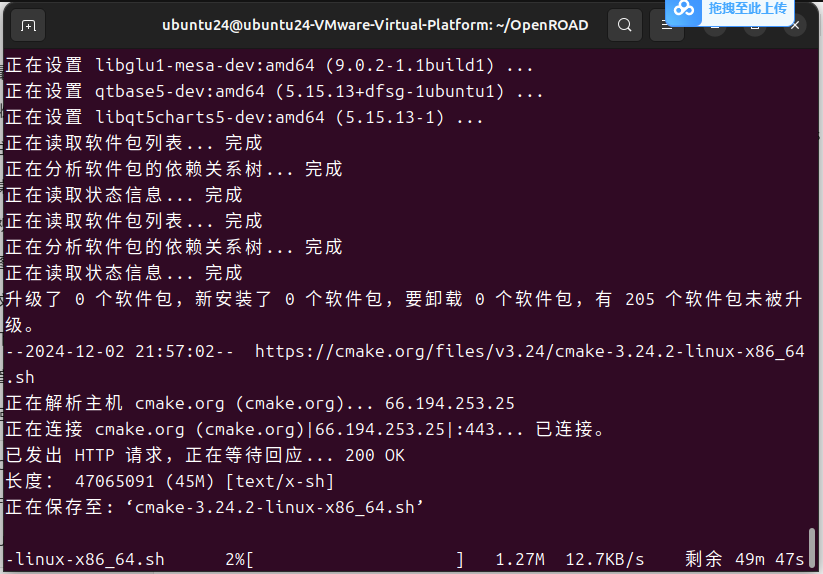 拖拽至此上传
ubuntu24@ubuntu24-VMware-Virtual-Platform: ~/OpenROAD
正在设置 libglu1-mesa-dev:amd64 (9.0.2-1.1build1) ...
正在设置 qtbase5-dev:amd64 (5.15.13+dfsg-1ubuntu1) ...
正在设置 libqt5charts5-dev:amd64 (5.15.13-1) ...
正在读取软件包列表... 完成
正在分析软件包的依赖关系树... 完成
正在读取状态信息... 完成
正在读取软件包列表... 完成
正在分析软件包的依赖关系树... 完成
正在读取状态信息... 完成
升级了 0 个软件包，新安装了 0 个软件包，要卸载 0 个软件包，有 205 个软件包未被升
级。
--2024-12-02 21:57:02--  https://cmake.org/files/v3.24/cmake-3.24.2-linux-x86_64
.sh
正在解析主机 cmake.org (cmake.org)... 66.194.253.25
正在连接 cmake.org (cmake.org)|66.194.253.25|:443... 已连接。
已发出 HTTP 请求，正在等待回应... 200 OK
长度： 47065091 (45M) [text/x-sh]
正在保存至: ‘cmake-3.24.2-linux-x86_64.sh’
-linux-x86_64.sh      2%[                    ]   1.27M  12.7KB/s    剩余 49m 47s